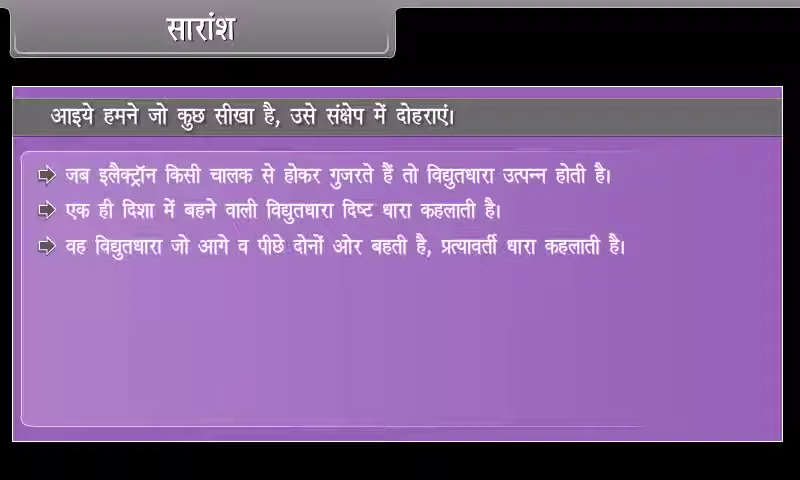 सारांश
आइये हमने जो कुछ सीखा है, उसे संक्षेप में दोहराएं।
जब इलैक्ट्रॉन किसी चालक से होकर गुजरते हैं तो विद्युतधारा उत्पन्न होती है।
एक ही दिशा में बहने वाली विद्युतधारा दिष्ट धारा कहलाती है।
वह विद्युतधारा जो आगे व पीछे दोनों ओर बहती है, प्रत्यावर्ती धारा कहलाती है।